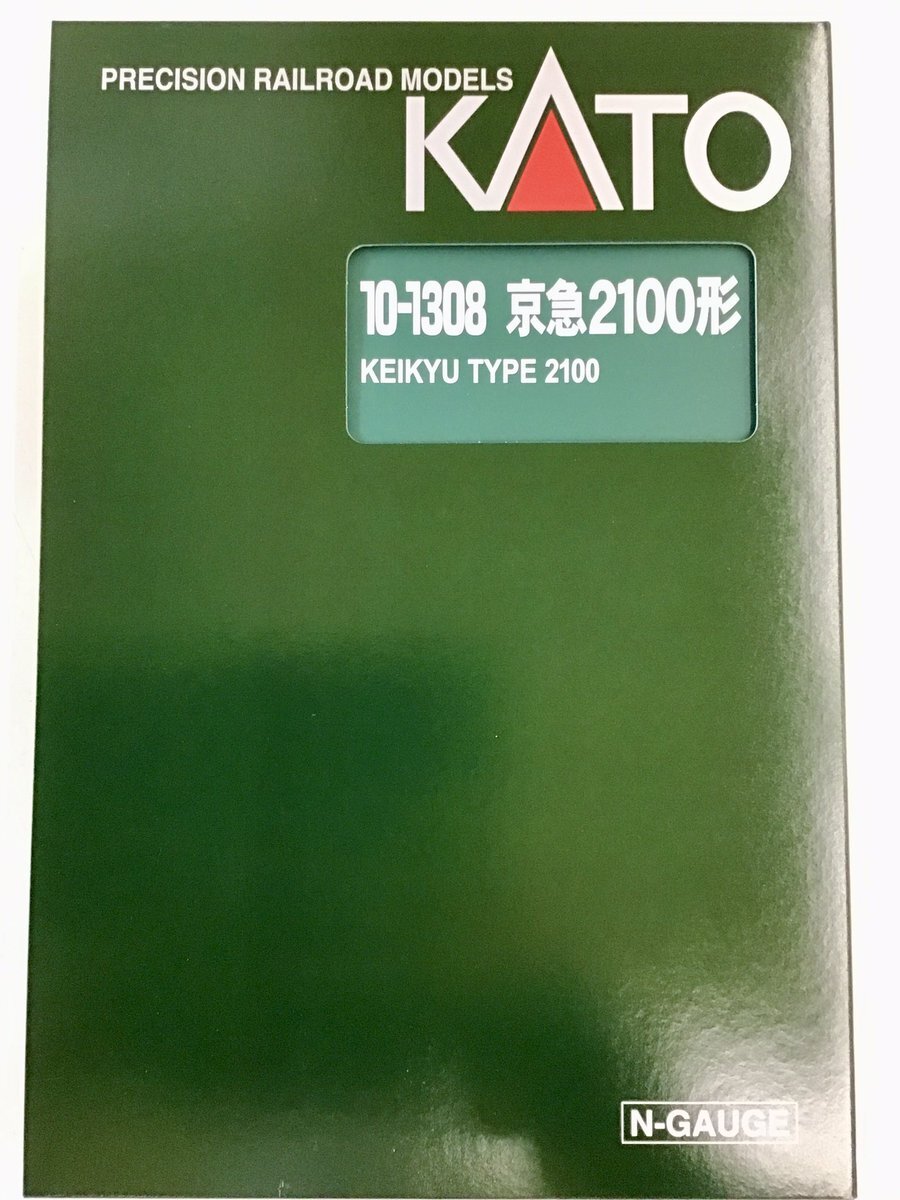 PRECISION RAILROAD MODELS
KATO
10-1308 京急2100形
KEIKYU TYPE 2100
N-GAUGE